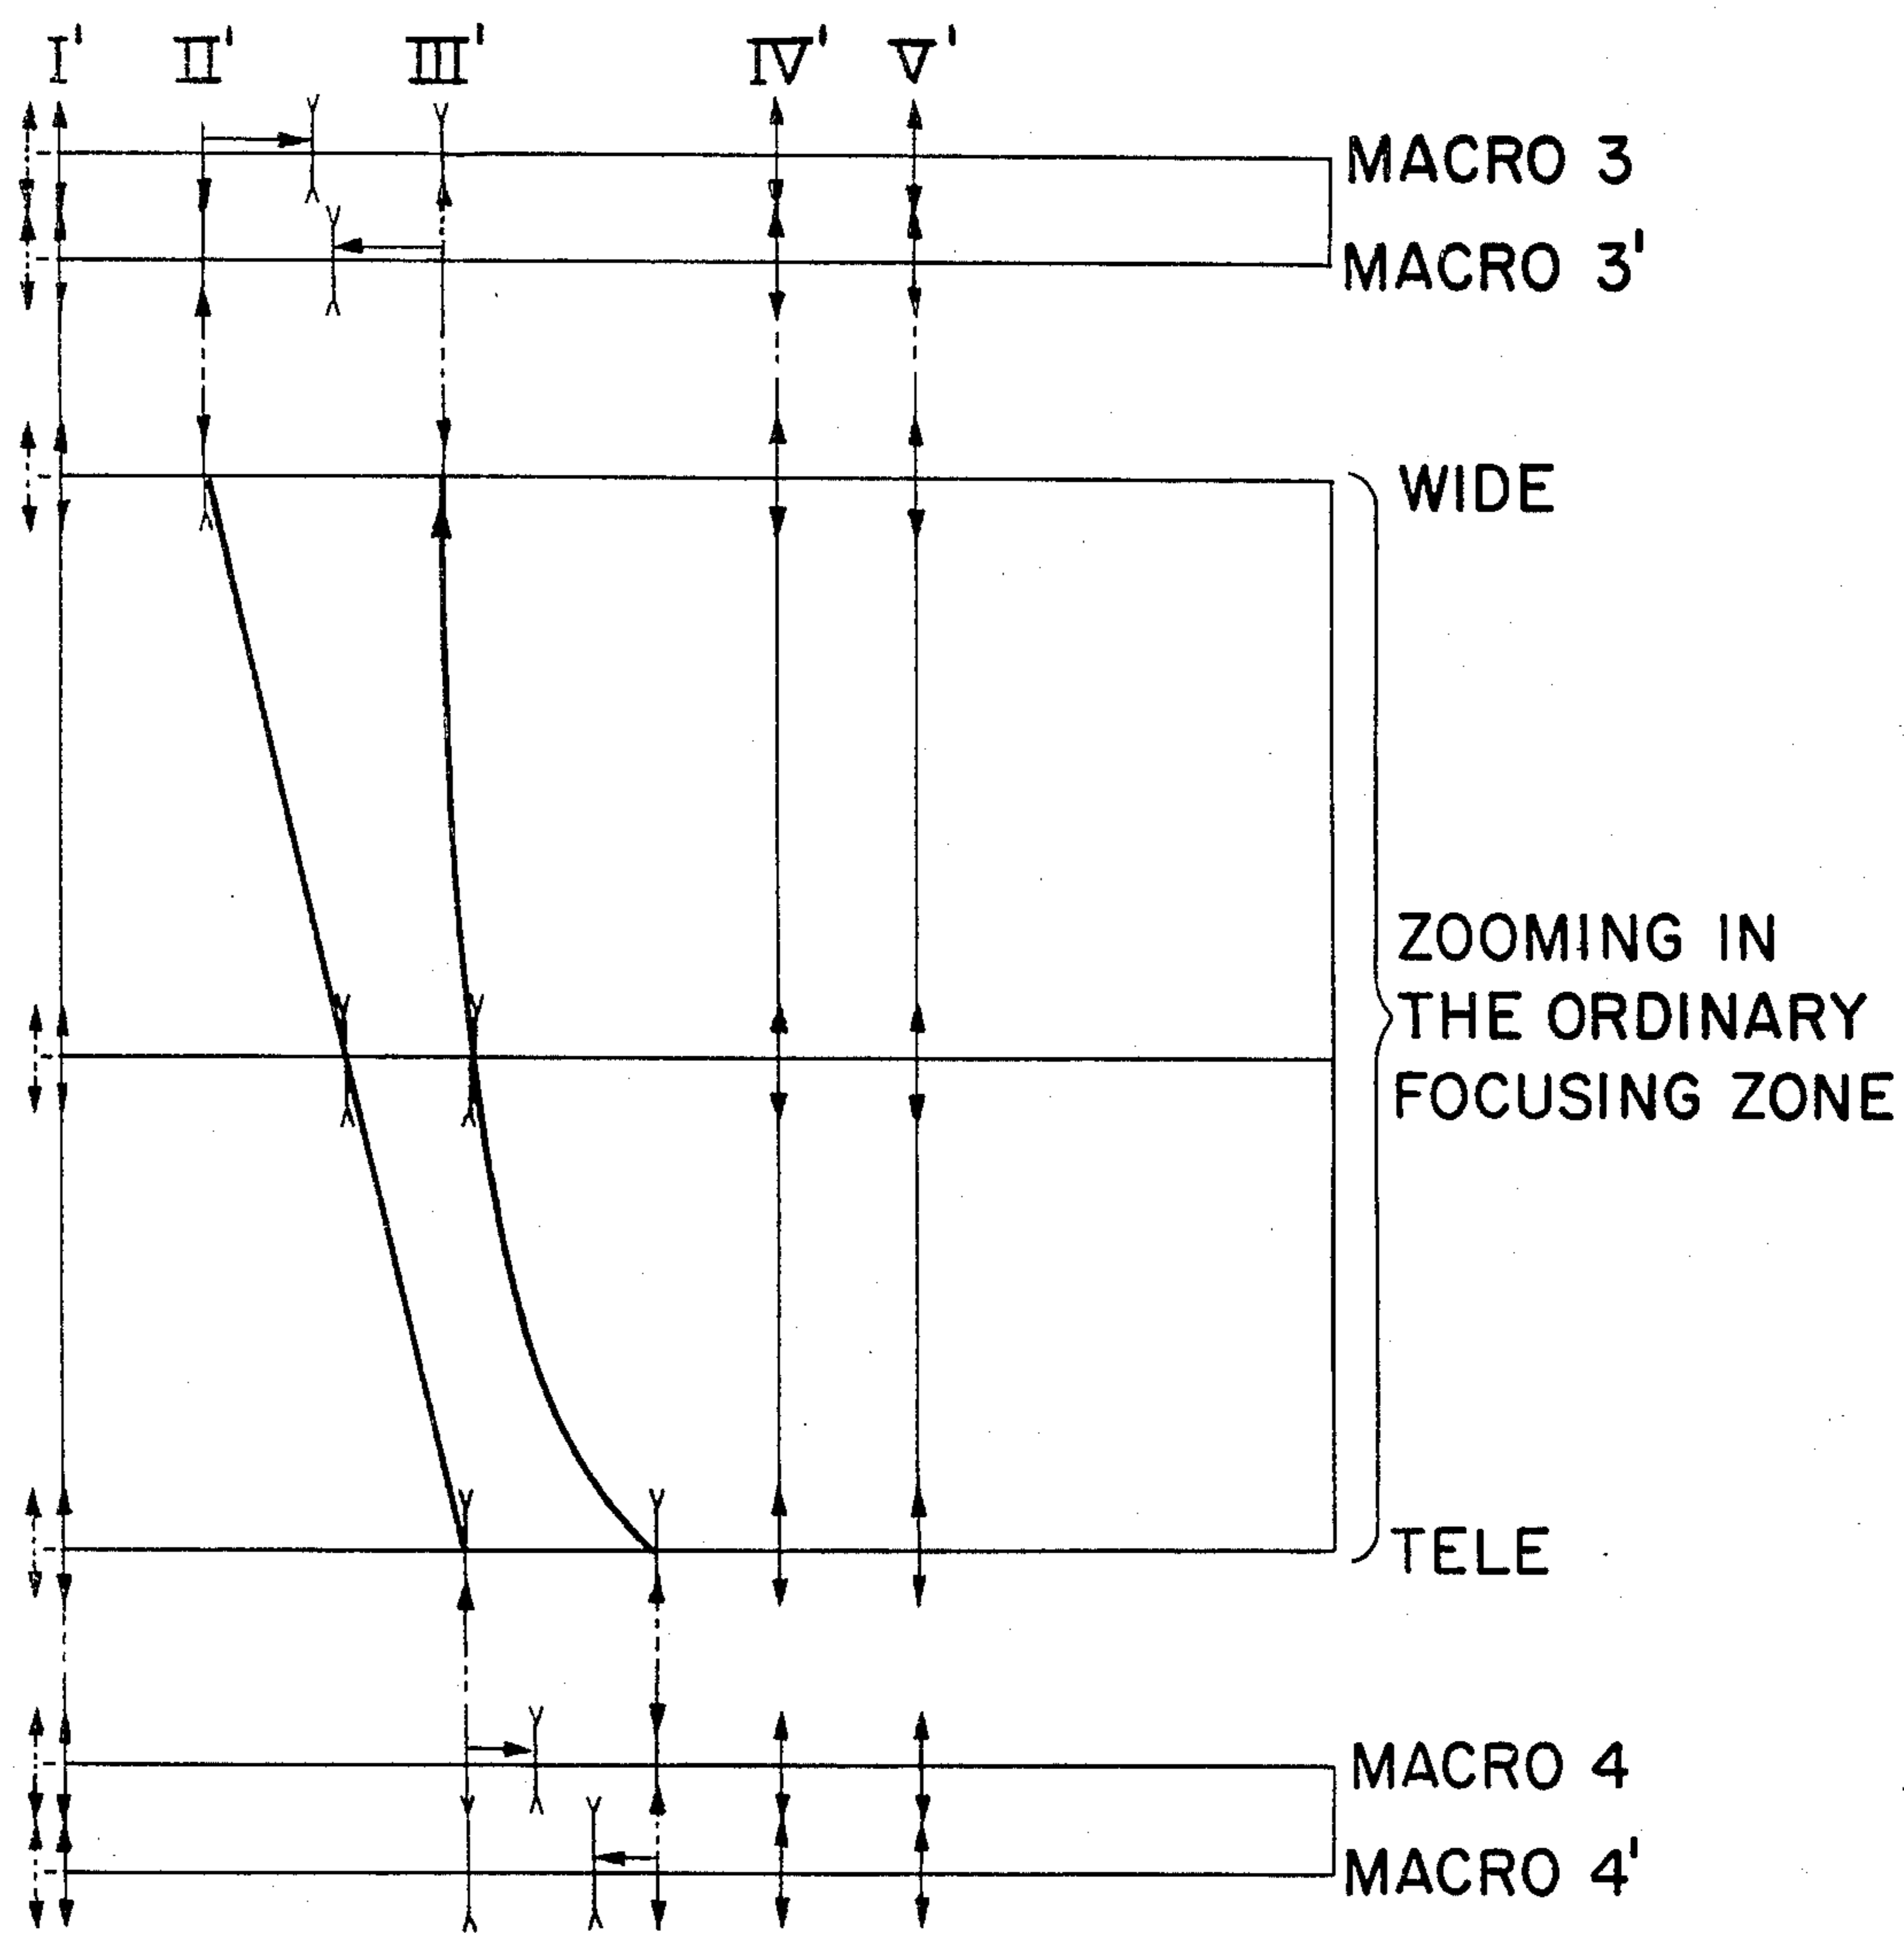 I' II' III' IV' V'
MACRO 3
MACRO 3'
WIDE
ZOOMING IN
THE ORDINARY
FOCUSING ZONE
TELE
MACRO 4
MACRO 4'